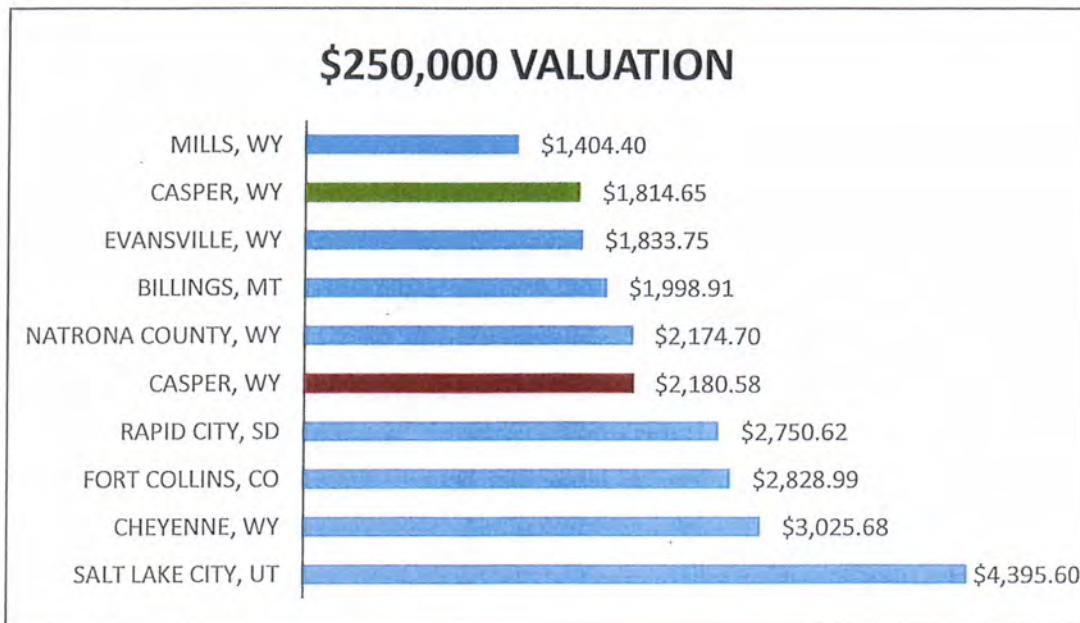 $250,000 VALUATION
MILLS, WY $1,404.40
CASPER, WY $1,814.65
EVANSVILLE, WY $1,833.75
BILLINGS, MT $1,998.91
NATRONA COUNTY, WY $2,174.70
CASPER, WY $2,180.58
RAPID CITY, SD $2,750.62
FORT COLLINS, CO $2,828.99
CHEYENNE, WY $3,025.68
SALT LAKE CITY, UT $4,395.60